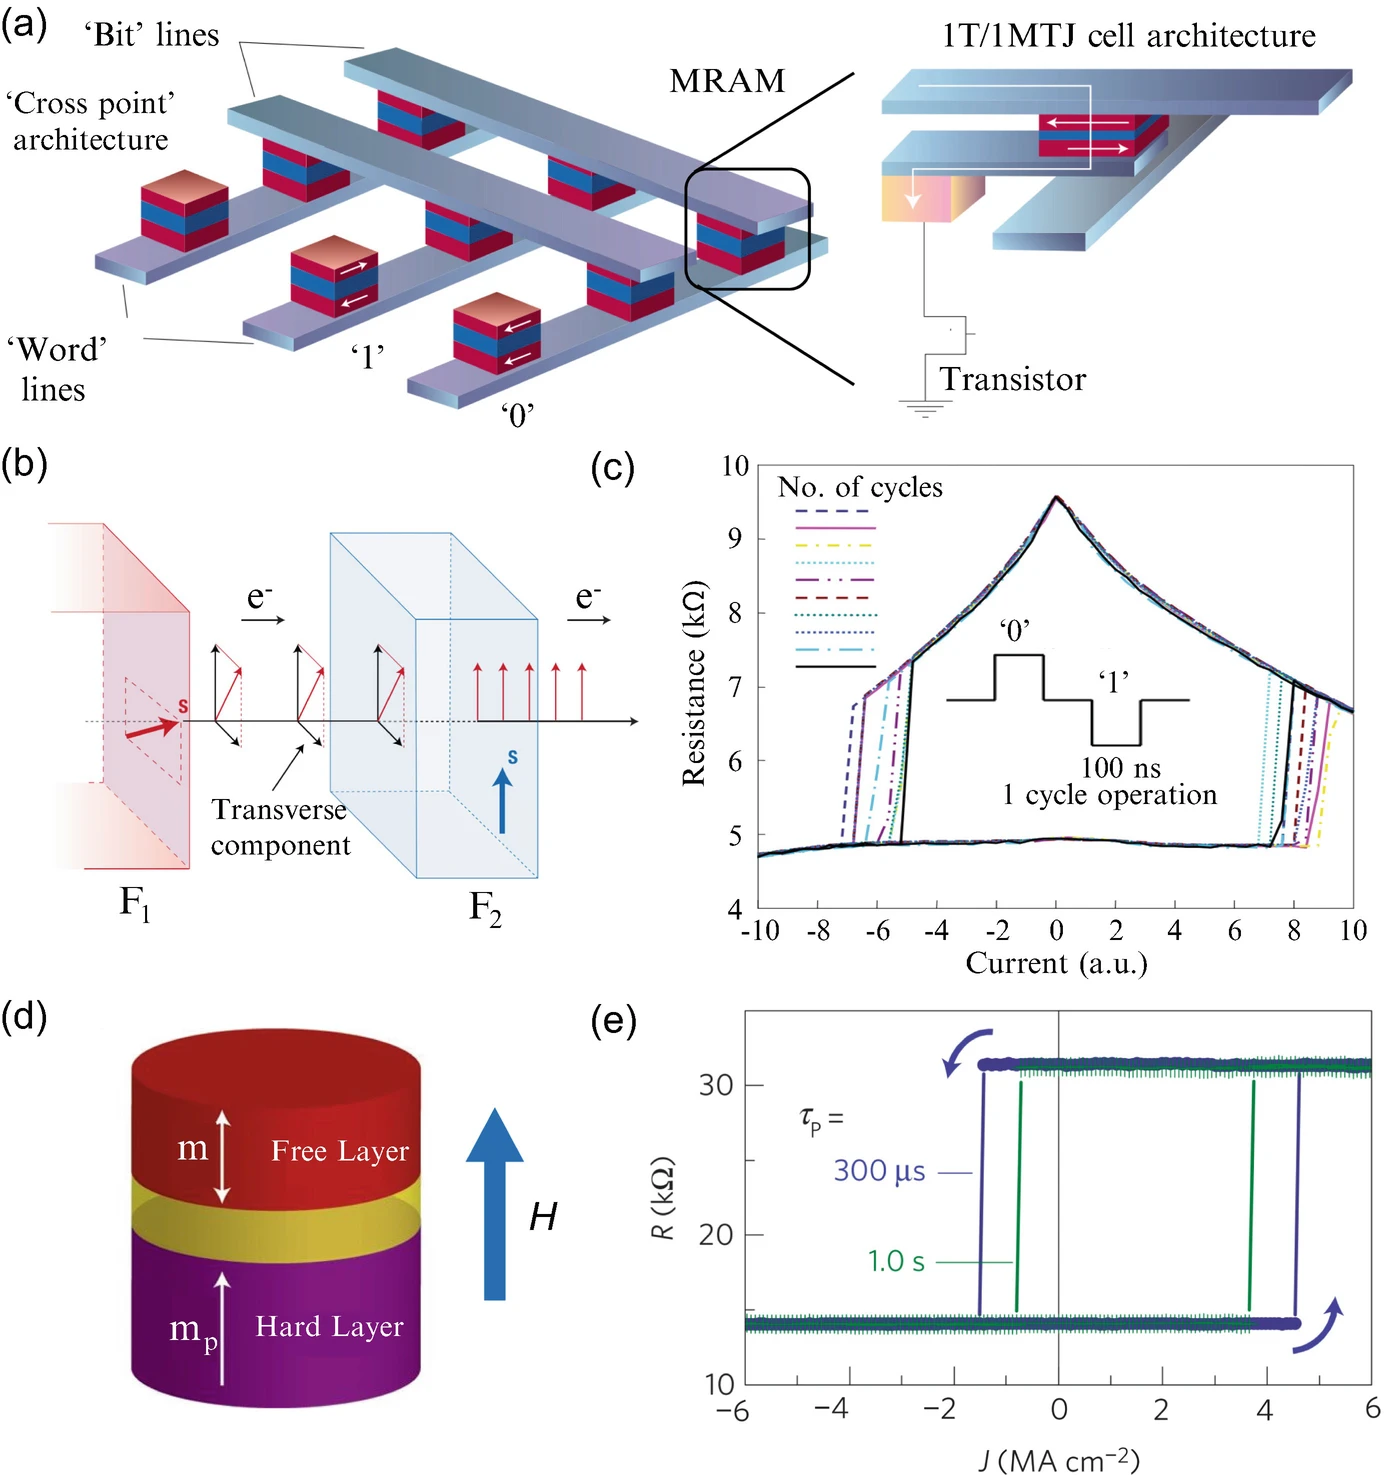 (a)
‘Bit’ lines
‘Cross point’
architecture
MRAM
1T/1MTJ cell architecture
‘Word’
lines
‘1’
‘0’
Transistor
(b)
e-
e-
s
s
Transverse
component
F1
F2
(c)
No. of cycles
Resistance (kΩ)
10
9
8
7
6
5
4
‘0’
‘1’
100 ns
1 cycle operation
-10 -8 -6 -4 -2 0 2 4 6 8 10
Current (a.u.)
(d)
m
Free Layer
mp
Hard Layer
H
(e)
R (kΩ)
30
20
10
τP =
300 μs
1.0 s
−6 −4 −2 0 2 4 6
J (MA cm−2)